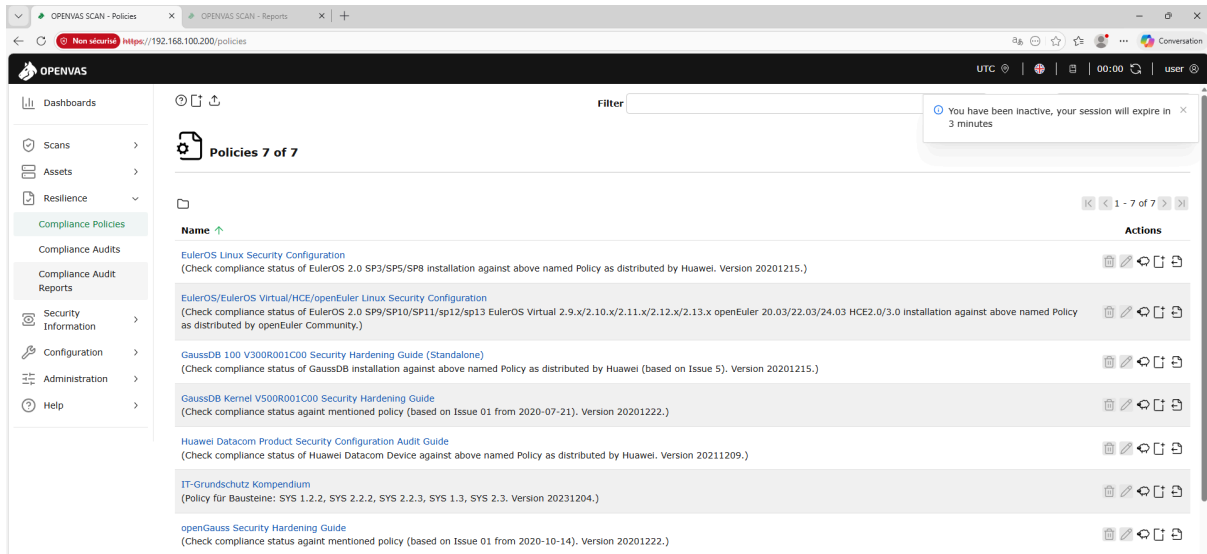 OPENVAS SCAN - Policies
OPENVAS SCAN - Reports
Non sécurisé https://192.168.100.200/policies
Conversation
OPENVAS
UTC
00:00
user
Dashboards
Scans
Assets
Resilience
Compliance Policies
Compliance Audits
Compliance Audit
Reports
Security
Information
Configuration
Administration
Help
Filter
You have been inactive, your session will expire in
3 minutes
Policies 7 of 7
1 - 7 of 7
Name
Actions
EulerOS Linux Security Configuration
(Check compliance status of EulerOS 2.0 SP3/SP5/SP8 installation against above named Policy as distributed by Huawei. Version 20201215.)
EulerOS/EulerOS Virtual/HCE/openEuler Linux Security Configuration
(Check compliance status of EulerOS 2.0 SP9/SP10/SP11/sp12/sp13 EulerOS Virtual 2.9.x/2.10.x/2.11.x/2.12.x/2.13.x openEuler 20.03/22.03/24.03 HCE2.0/3.0 installation against above named Policy
as distributed by openEuler Community.)
GaussDB 100 V300R001C00 Security Hardening Guide (Standalone)
(Check compliance status of GaussDB installation against above named Policy as distributed by Huawei (based on Issue 5). Version 20201215.)
GaussDB Kernel V500R001C00 Security Hardening Guide
(Check compliance status againt mentioned policy (based on Issue 01 from 2020-07-21). Version 20201222.)
Huawei Datacom Product Security Configuration Audit Guide
(Check compliance status of Huawei Datacom Device against above named Policy as distributed by Huawei. Version 20211209.)
IT-Grundschutz Kompendium
(Policy für Bausteine: SYS 1.2.2, SYS 2.2.2, SYS 2.2.3, SYS 1.3, SYS 2.3. Version 20231204.)
openGauss Security Hardening Guide
(Check compliance status againt mentioned policy (based on Issue 01 from 2020-10-14). Version 20201222.)